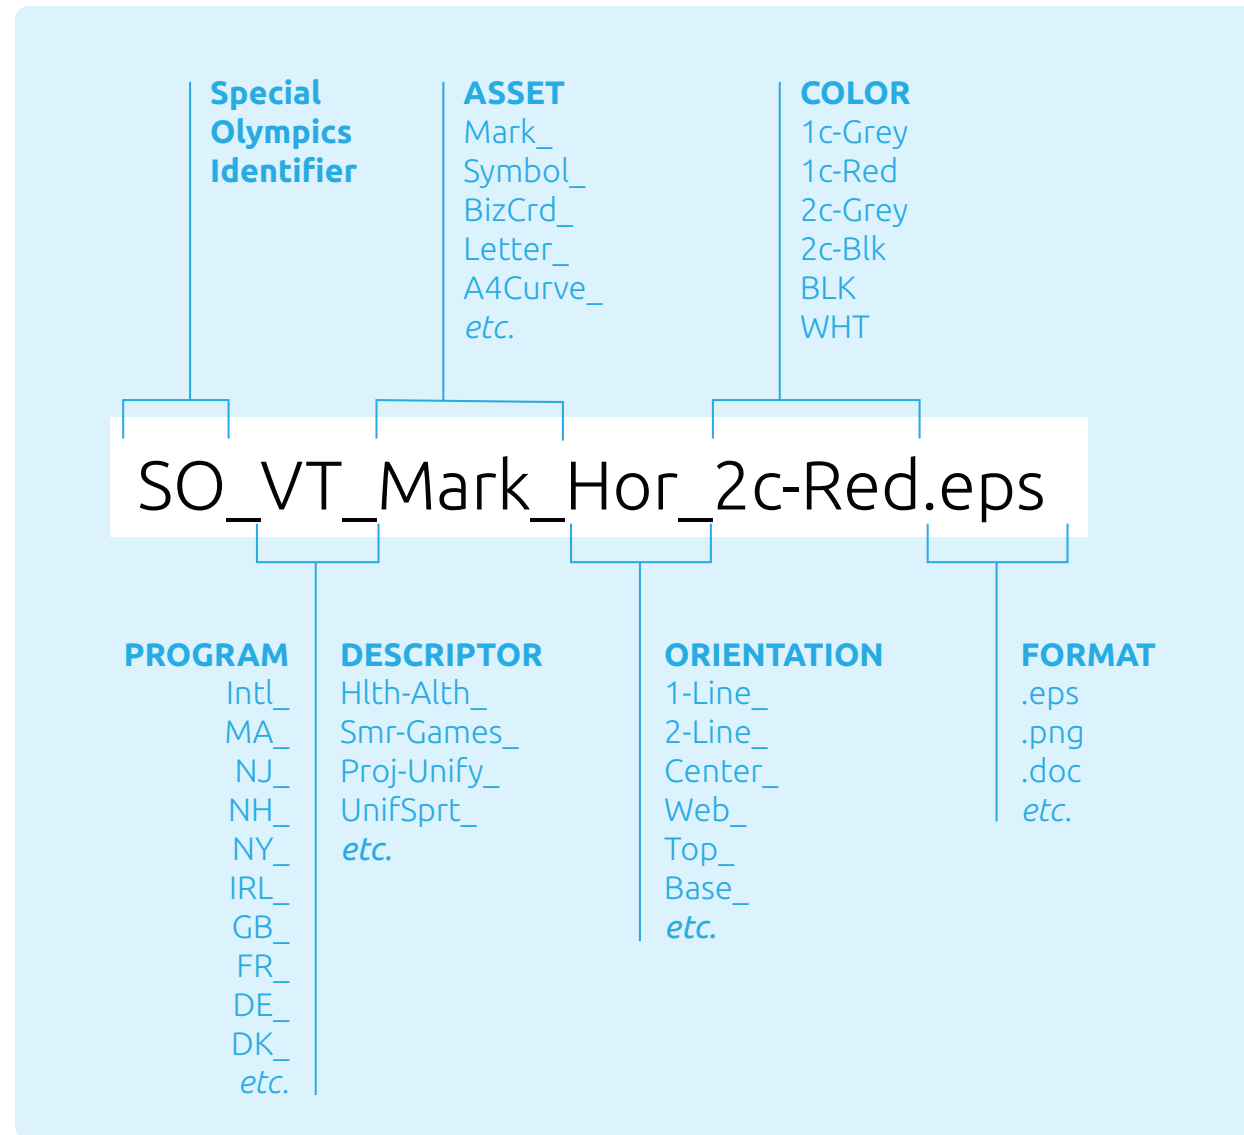 Special
Olympics
Identifier
ASSET
Mark_
Symbol_
BizCrd_
Letter_
A4Curve_
etc.
COLOR
1c-Grey
1c-Red
2c-Grey
2c-Blk
BLK
WHT
SO_VT_Mark_Hor_2c-Red.eps
PROGRAM
Intl_
MA_
NJ_
NH_
NY_
IRL_
GB_
FR_
DE_
DK_
etc.
DESCRIPTOR
Hlth-Alth_
Smr-Games_
Proj-Unify_
UnifSprt_
etc.
ORIENTATION
1-Line_
2-Line_
Center_
Web_
Top_
Base_
etc.
FORMAT
.eps
.png
.doc
etc.